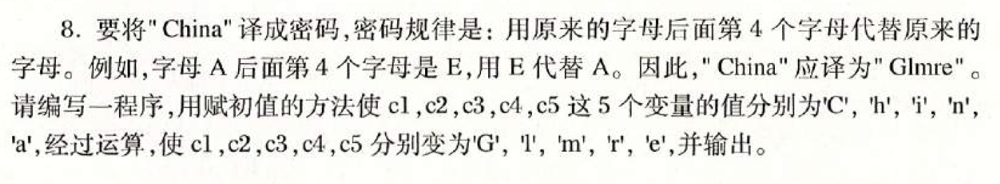 8. 要将"China"译成密码,密码规律是：用原来的字母后面第 4 个字母代替原来的
字母。例如,字母 A 后面第 4 个字母是 E,用 E 代替 A。因此,"China"应译为"Glmre"。
请编写一程序,用赋初值的方法使 c1,c2,c3,c4,c5 这 5 个变量的值分别为'C', 'h', 'i', 'n',
'a',经过运算,使 c1,c2,c3,c4,c5 分别变为'G', 'l', 'm', 'r', 'e',并输出。